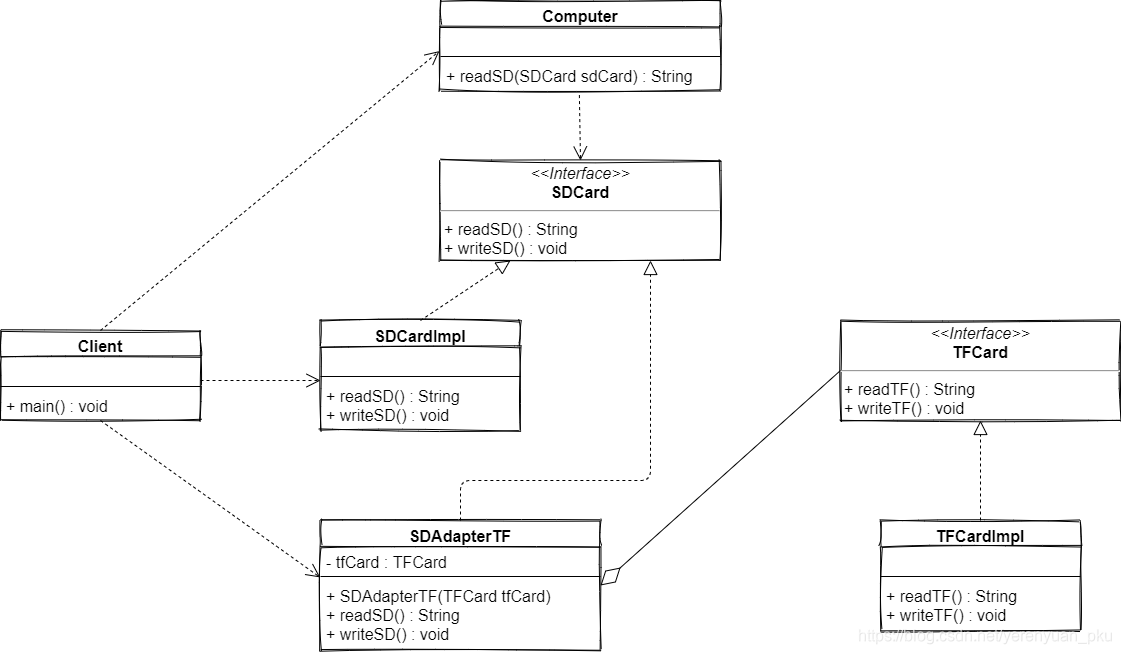 Computer
+ readSD(SDCard sdCard) : String
<<Interface>>
SDCard
+ readSD() : String
+ writeSD() : void
Client
+ main() : void
SDCardImpl
+ readSD() : String
+ writeSD() : void
<<Interface>>
TFCard
+ readTF() : String
+ writeTF() : void
SDAdapterTF
- tfCard : TFCard
+ SDAdapterTF(TFCard tfCard)
+ readSD() : String
+ writeSD() : void
TFCardImpl
+ readTF() : String
+ writeTF() : void
https://blog.csdn.net/yerenyuan_pku